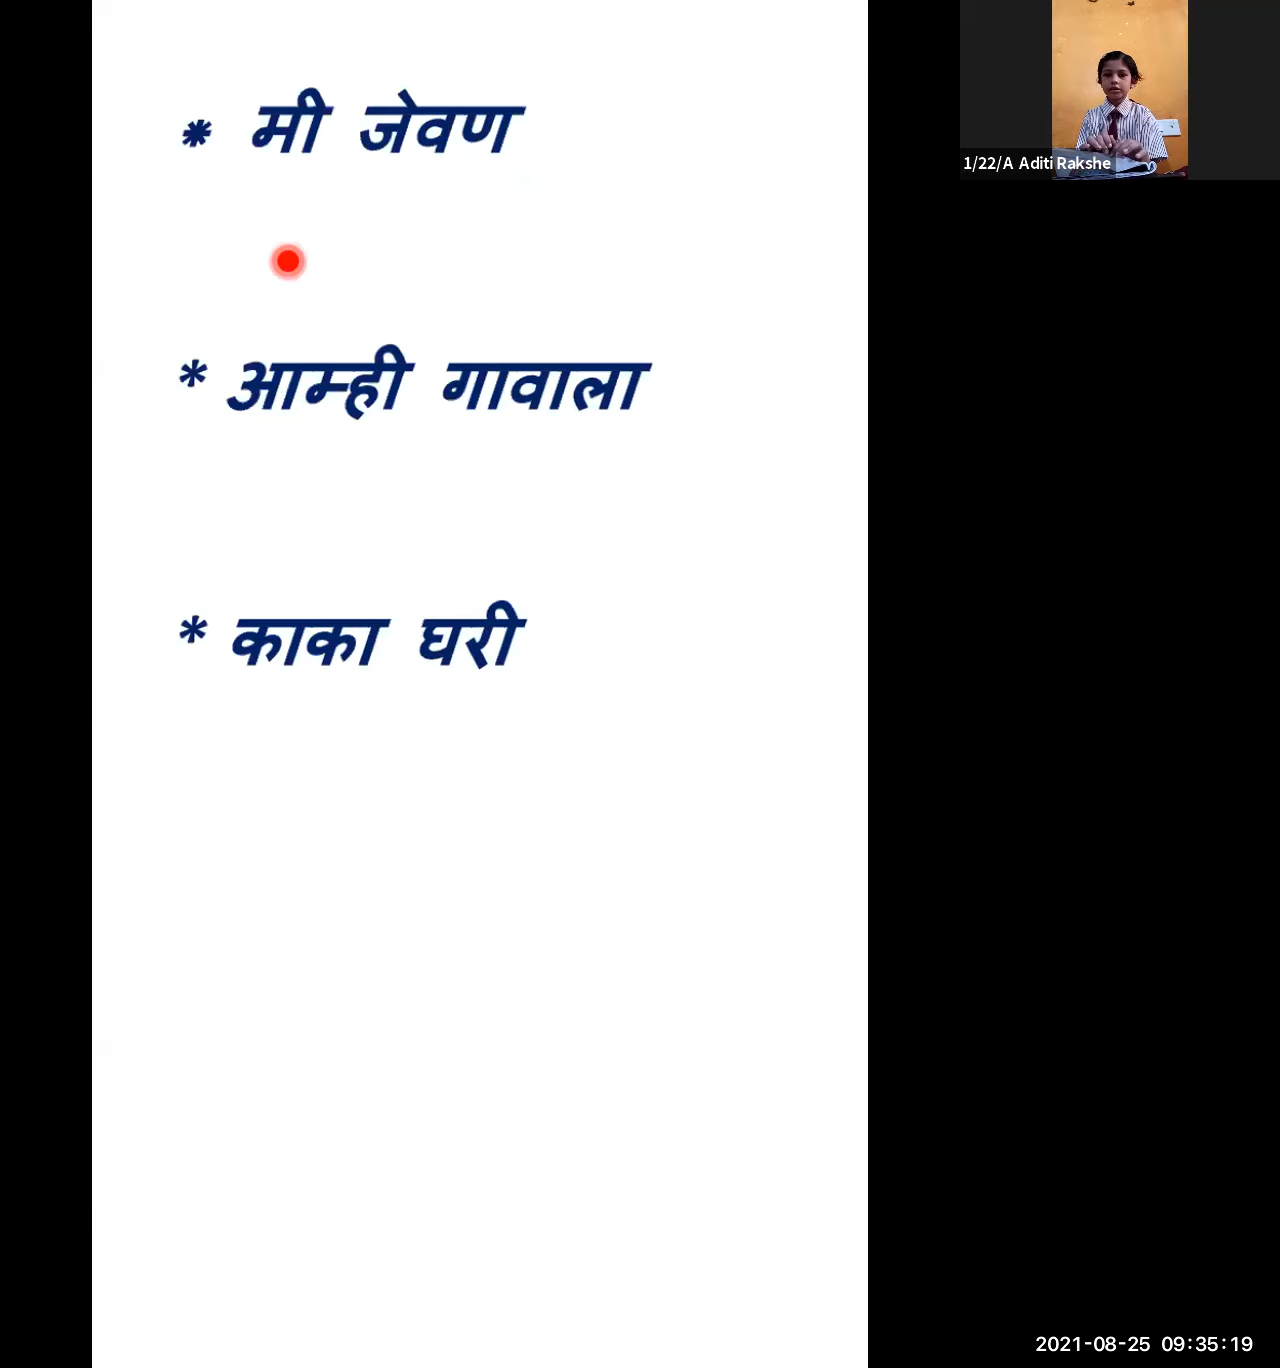 * मी जेवण
1/22/A Aditi Rakshe
* आम्ही गावाला
* काका घरी
2021-08-25 09:35:19